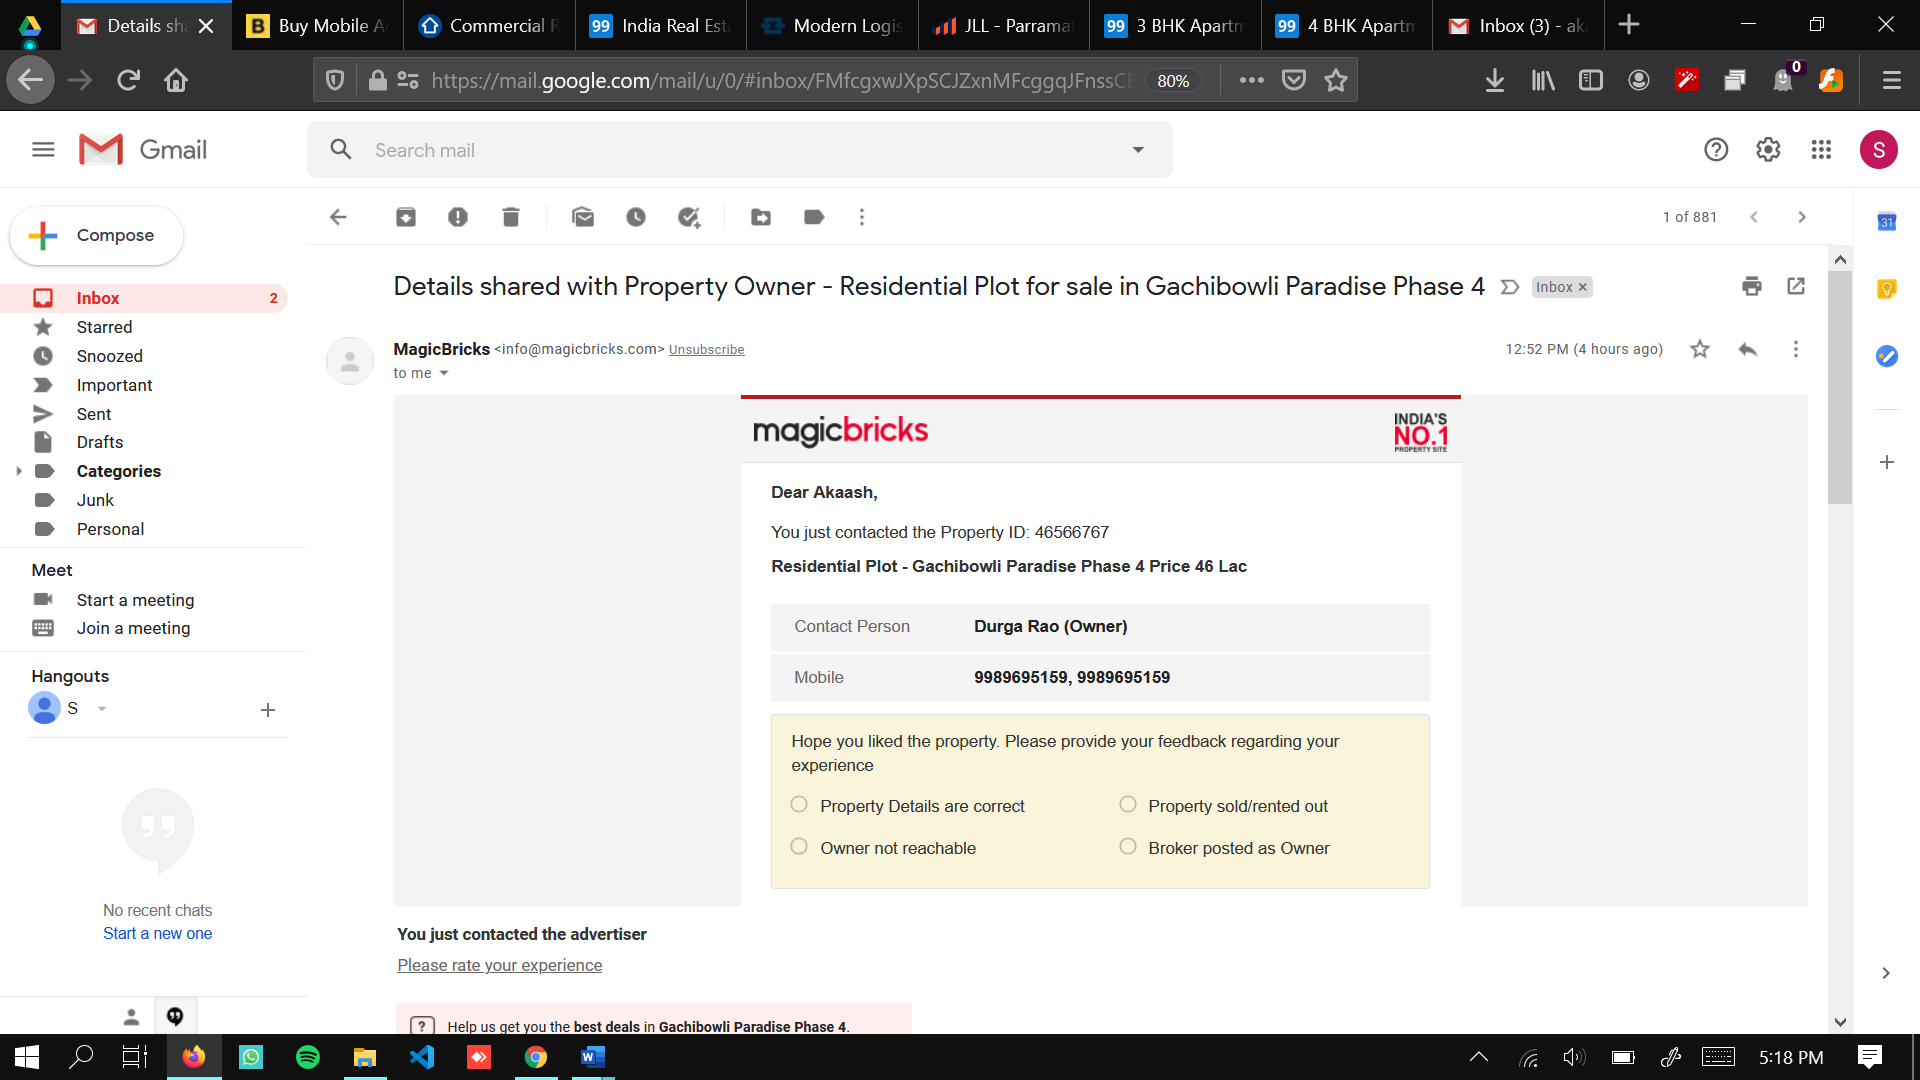 Details sha
Buy Mobile A
Commercial R
India Real Est
Modern Logis
JLL - Parramat
3 BHK Apartm
4 BHK Apartm
Inbox (3) - ak
https://mail.google.com/mail/u/0/#inbox/FMfcgxwJXpSCJZxnMFcggqJFnssCE
80%
0
Gmail
Search mail
S
Compose
1 of 881
31
Inbox 2
Starred
Snoozed
Important
Sent
Drafts
Categories
Junk
Personal
Meet
Start a meeting
Join a meeting
Hangouts
S
No recent chats
Start a new one
Details shared with Property Owner - Residential Plot for sale in Gachibowli Paradise Phase 4
Inbox ×
MagicBricks <info@magicbricks.com> Unsubscribe
12:52 PM (4 hours ago)
to me
magicbricks
INDIA'S
NO.1
PROPERTY SITE
Dear Akaash,
You just contacted the Property ID: 46566767
Residential Plot - Gachibowli Paradise Phase 4 Price 46 Lac
Contact Person Durga Rao (Owner)
Mobile 9989695159, 9989695159
Hope you liked the property. Please provide your feedback regarding your
experience
Property Details are correct
Property sold/rented out
Owner not reachable
Broker posted as Owner
You just contacted the advertiser
Please rate your experience
Help us get you the best deals in Gachibowli Paradise Phase 4.
5:18 PM